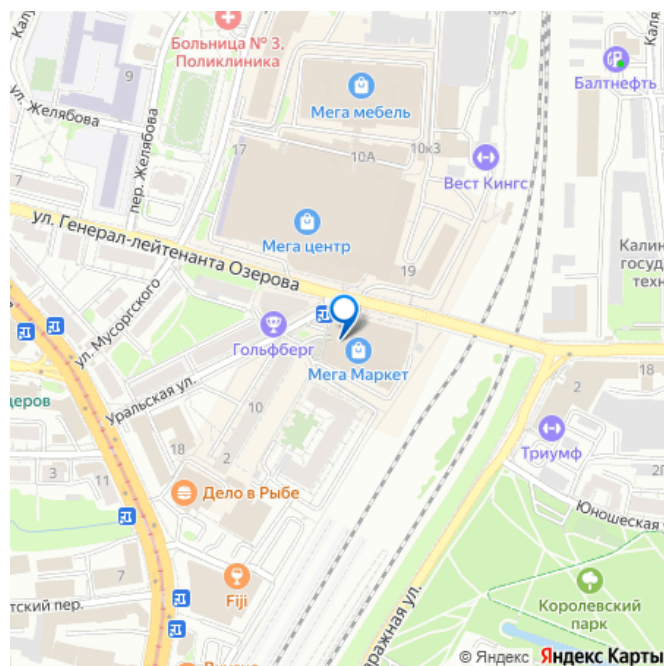 Больница № 3,
Поликлиника
10к3
Балтнефть
ул. Желябова
9
Мега мебель
пер. Желябова
17
10А
10к3
Вест Кингс
7
ул. Генерал-лейтенанта Озерова
Мега центр
19
ул. Мусоргского
Гольфберг
Мега Маркет
Уральская ул.
10
2
18
18
3
11
2
Триумф
Дело в Рыбе
Юношеская
7
Fiji
Королевский
парк
© Яндекс Яндекс Карты